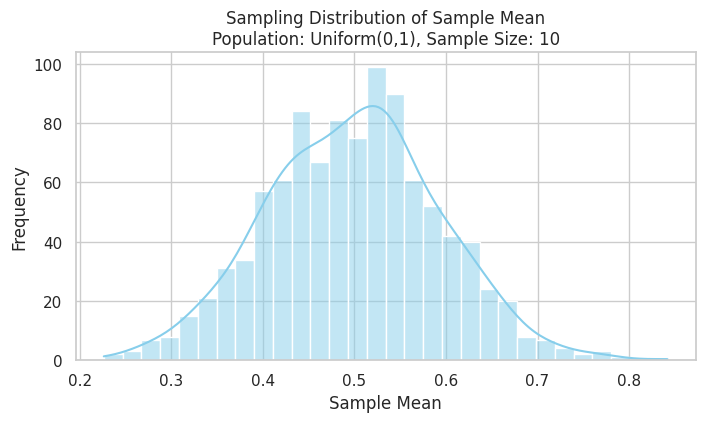 Sampling Distribution of Sample Mean
Population: Uniform(0,1), Sample Size: 10
Frequency
100
80
60
40
20
0
0.2 0.3 0.4 0.5 0.6 0.7 0.8
Sample Mean